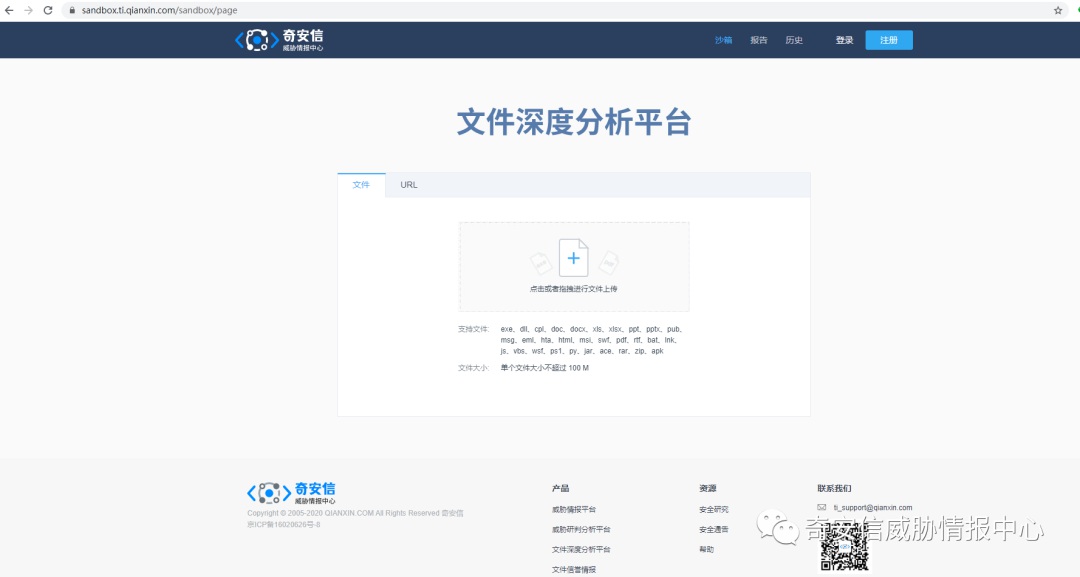 sandbox.ti.qianxin.com/sandbox/page
奇安信
威胁情报中心
沙箱 报告 历史 登录 注册
文件深度分析平台
文件 URL
点击或者拖拽进行文件上传
支持文件: exe、dll、cpl、doc、docx、xls、xlsx、ppt、pptx、pub、
msg、eml、hta、html、msi、swf、pdf、rtf、bat、lnk、
js、vbs、wsf、ps1、py、jar、ace、rar、zip、apk
文件大小: 单个文件大小不超过 100 M
奇安信
威胁情报中心
Copyright © 2005-2020 QIANXIN.COM All Rights Reserved 奇安信
京ICP备16020626号-8
产品
威胁情报平台
威胁研判分析平台
文件深度分析平台
文件信誉情报
资源
安全研究
安全通告
帮助
联系我们
ti_support@qianxin.com
奇安信威胁情报中心